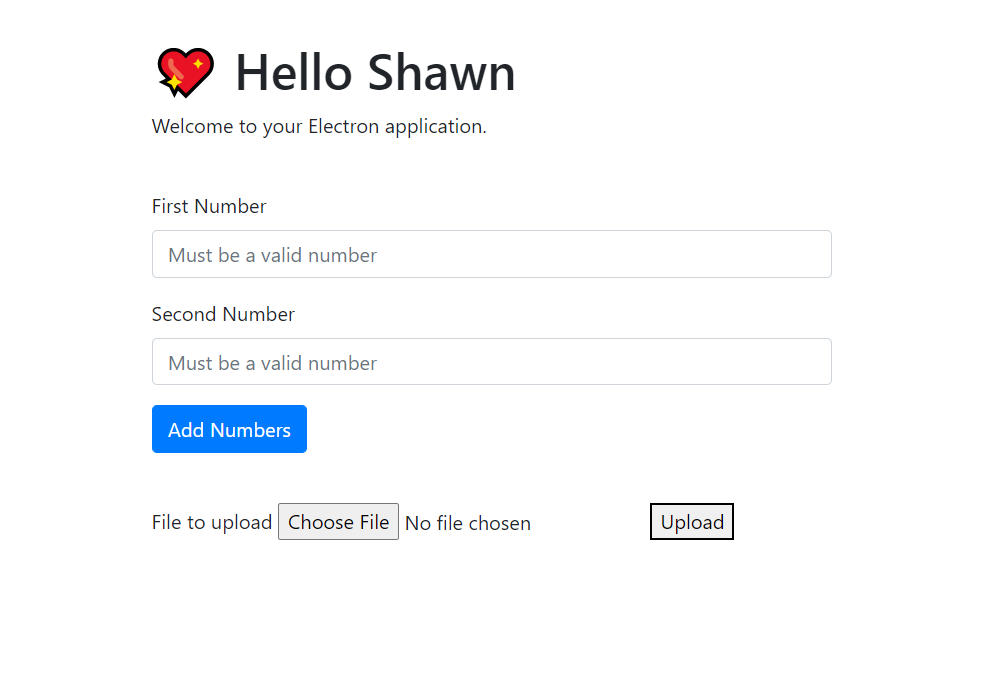 Hello Shawn
Welcome to your Electron application.
First Number
Must be a valid number
Second Number
Must be a valid number
Add Numbers
File to upload Choose File No file chosen Upload